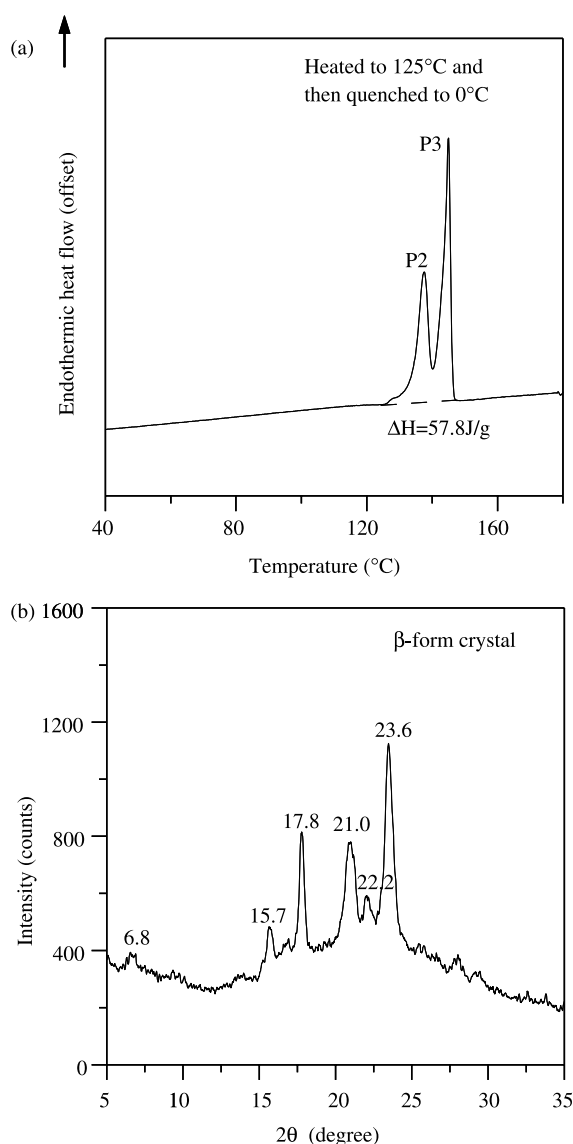 (a)
Heated to 125°C and
then quenched to 0°C
P3
P2
ΔH=57.8J/g
Endothermic heat flow (offset)
40
80
120
160
Temperature (°C)
(b)
1600
1200
800
400
0
β-form crystal
23.6
17.8
21.0
22.2
15.7
6.8
Intensity (counts)
5
10
15
20
25
30
35
2θ (degree)